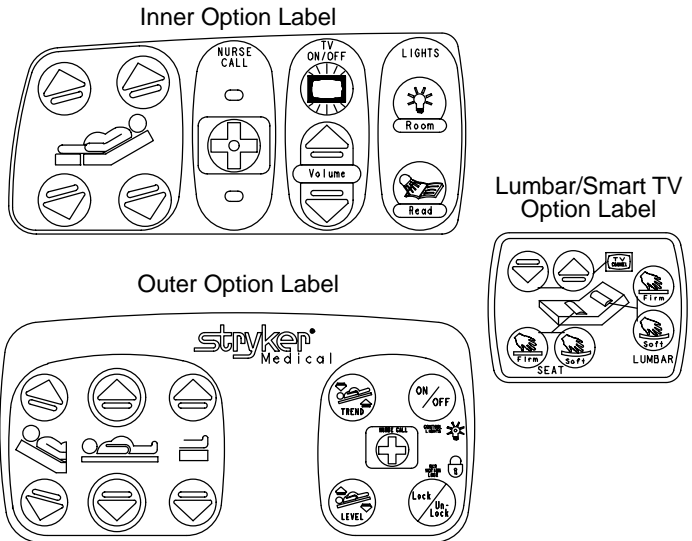 Inner Option Label
NURSE
CALL
TV
ON/OFF
LIGHTS
Room
Volume
Read
Lumbar/Smart TV
Option Label
TV
CHANNEL
Firm
Soft
LUMBAR
Firm
Soft
SEAT
Outer Option Label
stryker
Medical
TREND
ON/OFF
NURSE CALL
CONTROL
LIGHTS
LEVEL
Lock/
Un-
Lock